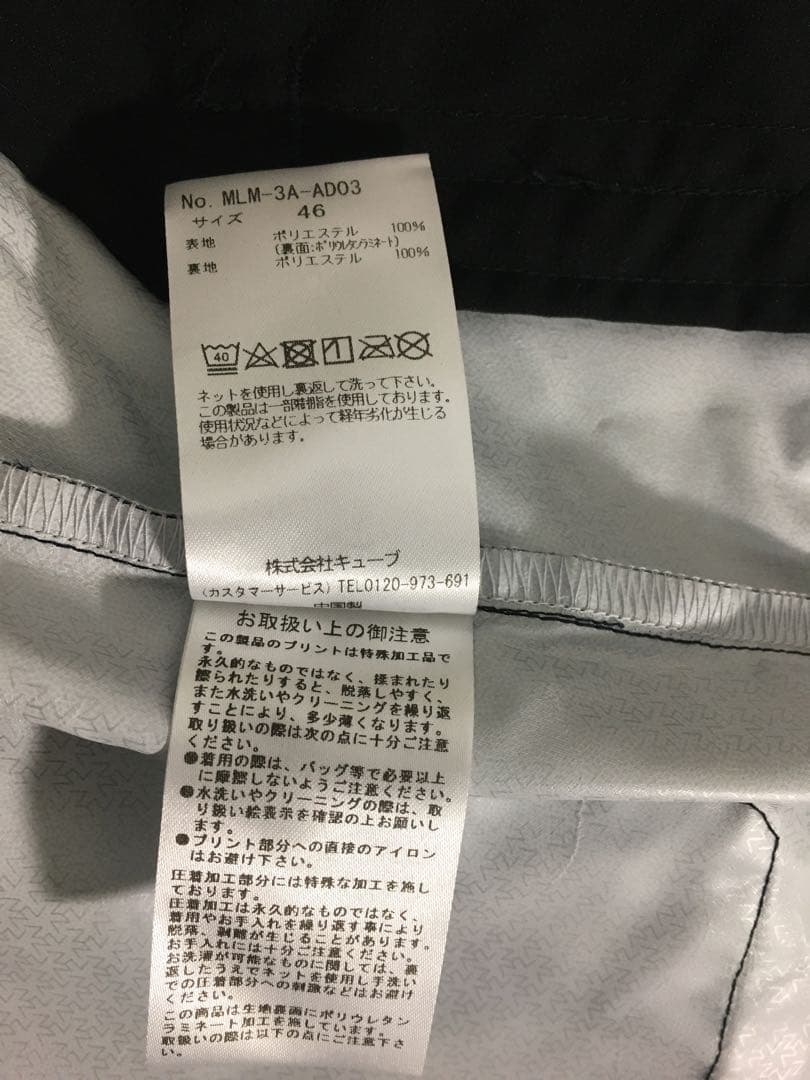 No. MLM-3A-AD03
サイズ 46
表地 ポリエステル 100%
(裏面:ポリウレタンラミネート)
裏地 ポリエステル 100%
40
ネットを使用し裏返して洗って下さい。
この製品は一部樹脂を使用しております。
使用状況などによって経年劣化が生じる
場合があります。
株式会社キューブ
(カスタマーサービス) TEL0120-973-691
中国製
お取扱い上の御注意
この製品のプリントは特殊加工品で
す。
永久的なものではなく、揉まれたり
擦られたりすると、脱落しやすく、
また水洗いやクリーニングを繰り返
すことにより、多少薄くなります。
取り扱いの際は次の点に十分ご注意
ください。
●着用の際は、バッグ等で必要以上
に摩擦しないようご注意ください。
●水洗いやクリーニングの際は、取
り扱い絵表示を確認の上お願いし
ます。
●プリント部分への直接のアイロン
はお避け下さい。
圧着加工部分には特殊な加工を施し
ております。
圧着加工は永久的なものではなく、
着用やお手入れを繰り返す事により
脱落、剥離が生じることがあります。
お手入れには十分ご注意ください。
お洗濯が可能なものに関しては、裏
返したうえでネットを使用し手洗い
での圧着部分への刺激などはお避け
ください。
この商品は生地裏面にポリウレタン
ラミネート加工を施しています。
取扱いの際は以下の点にご注意下さ
い。